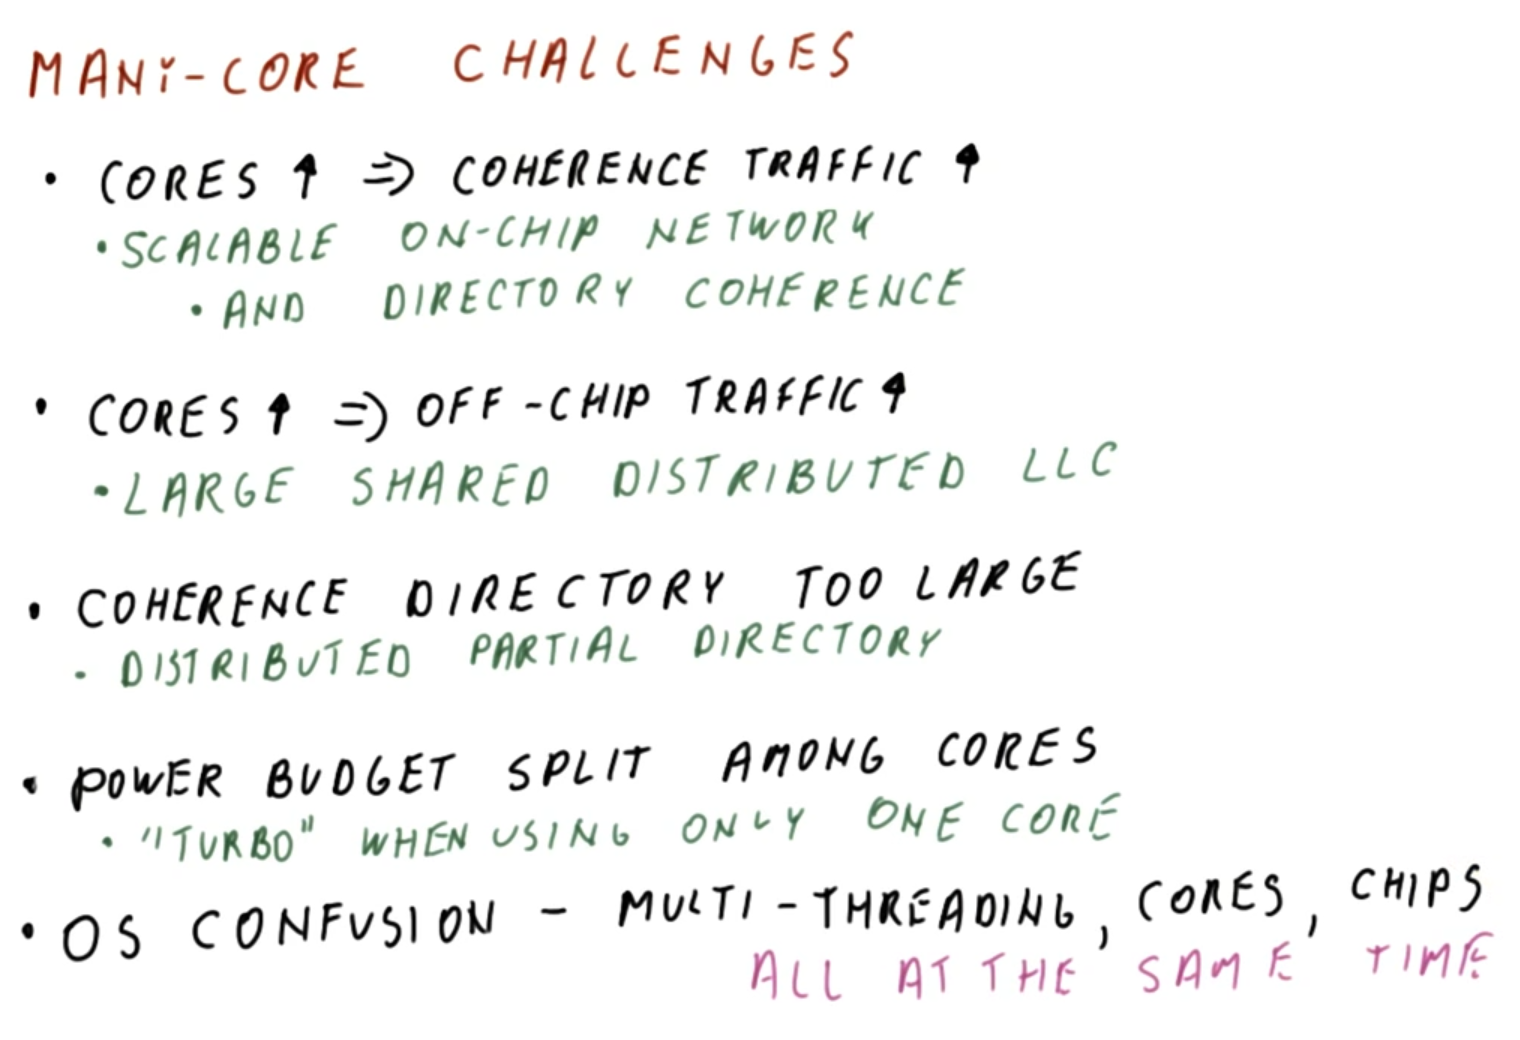 MANi-CORE CHALLENGES
• CORES ↑ ⇒ COHERENCE TRAFFIC ↑
• SCALABLE ON-CHIP NETWORK
• AND DIRECTORY COHERENCE
• CORES ↑ ⇒ OFF-CHIP TRAFFIC ↑
• LARGE SHARED DISTRIBUTED LLC
• COHERENCE DIRECTORY TOO LARGE
- DISTRIBUTED PARTIAL DIRECTORY
• POWER BUDGET SPLIT AMONG CORES
• "TURBO" WHEN USING ONLY ONE CORE
• OS CONFUSION - MULTI-THREADING, CORES, CHIPS
ALL AT THE SAME TIME